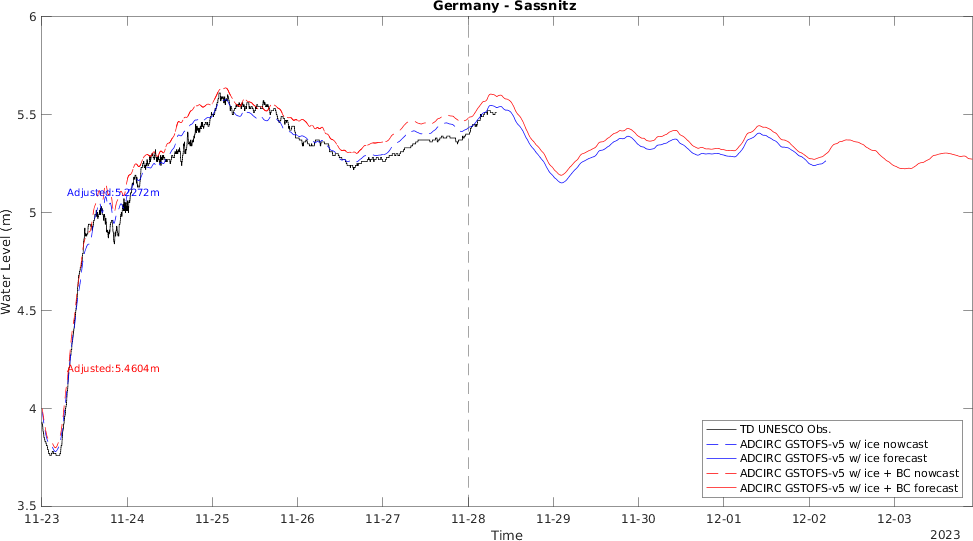 Germany - Sassnitz
6
5.5
5
4.5
4
3.5
Water Level (m)
Adjusted:5.2272m
Adjusted:5.4604m
TD UNESCO Obs.
ADCIRC GSTOFS-v5 w/ ice nowcast
ADCIRC GSTOFS-v5 w/ ice forecast
ADCIRC GSTOFS-v5 w/ ice + BC nowcast
ADCIRC GSTOFS-v5 w/ ice + BC forecast
11-23 11-24 11-25 11-26 11-27 11-28 11-29 11-30 12-01 12-02 12-03
Time
2023